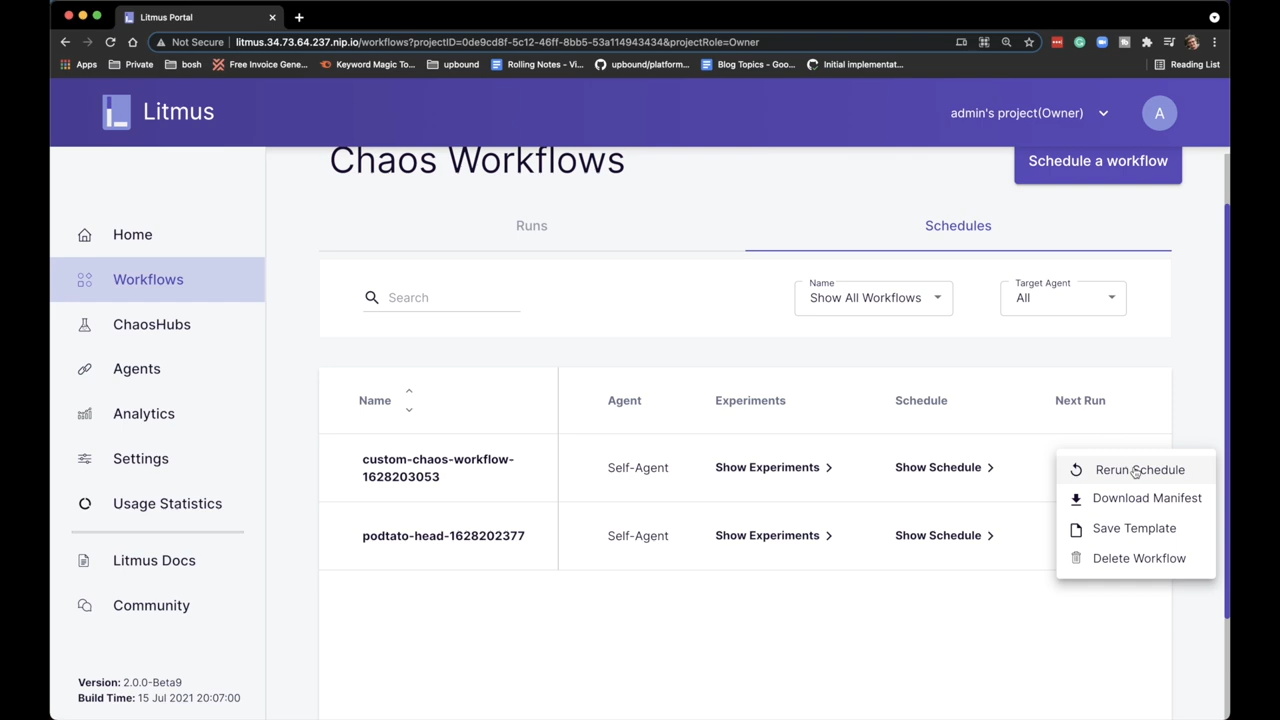 Litmus Portal
Not Secure litmus.34.73.64.237.nip.io/workflows?projectID=0de9cd8f-5c12-46ff-8bb5-53a114943434&projectRole=Owner
Apps Private bosh Free Invoice Gene... Keyword Magic To... upbound Rolling Notes - Vi... upbound/platform... Blog Topics - Goo... Initial implementat... Reading List
Litmus
admin's project(Owner)
A
Chaos Workflows
Schedule a workflow
Runs
Schedules
Home
Workflows
ChaosHubs
Agents
Analytics
Settings
Usage Statistics
Litmus Docs
Community
Version: 2.0.0-Beta9
Build Time: 15 Jul 2021 20:07:00
Search
Name
Show All Workflows
Target Agent
All
Name Agent Experiments Schedule Next Run
custom-chaos-workflow-
1628203053
Self-Agent Show Experiments Show Schedule
podtato-head-1628202377 Self-Agent Show Experiments Show Schedule
Rerun Schedule
Download Manifest
Save Template
Delete Workflow